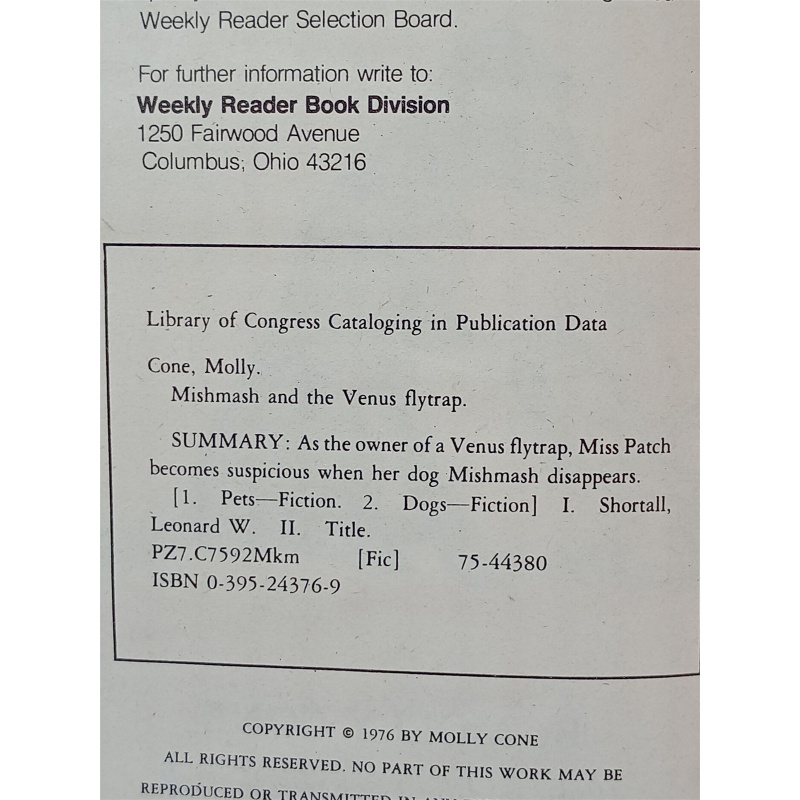 Weekly Reader Selection Board.
For further information write to:
Weekly Reader Book Division
1250 Fairwood Avenue
Columbus, Ohio 43216
Library of Congress Cataloging in Publication Data
Cone, Molly.
Mishmash and the Venus flytrap.
SUMMARY: As the owner of a Venus flytrap, Miss Patch
becomes suspicious when her dog Mishmash disappears.
[1. Pets—Fiction. 2. Dogs—Fiction] I. Shortall,
Leonard W. II. Title.
PZ7.C7592Mkm [Fic] 75-44380
ISBN 0-395-24376-9
COPYRIGHT © 1976 BY MOLLY CONE
ALL RIGHTS RESERVED. NO PART OF THIS WORK MAY BE
REPRODUCED OR TRANSMITTED IN